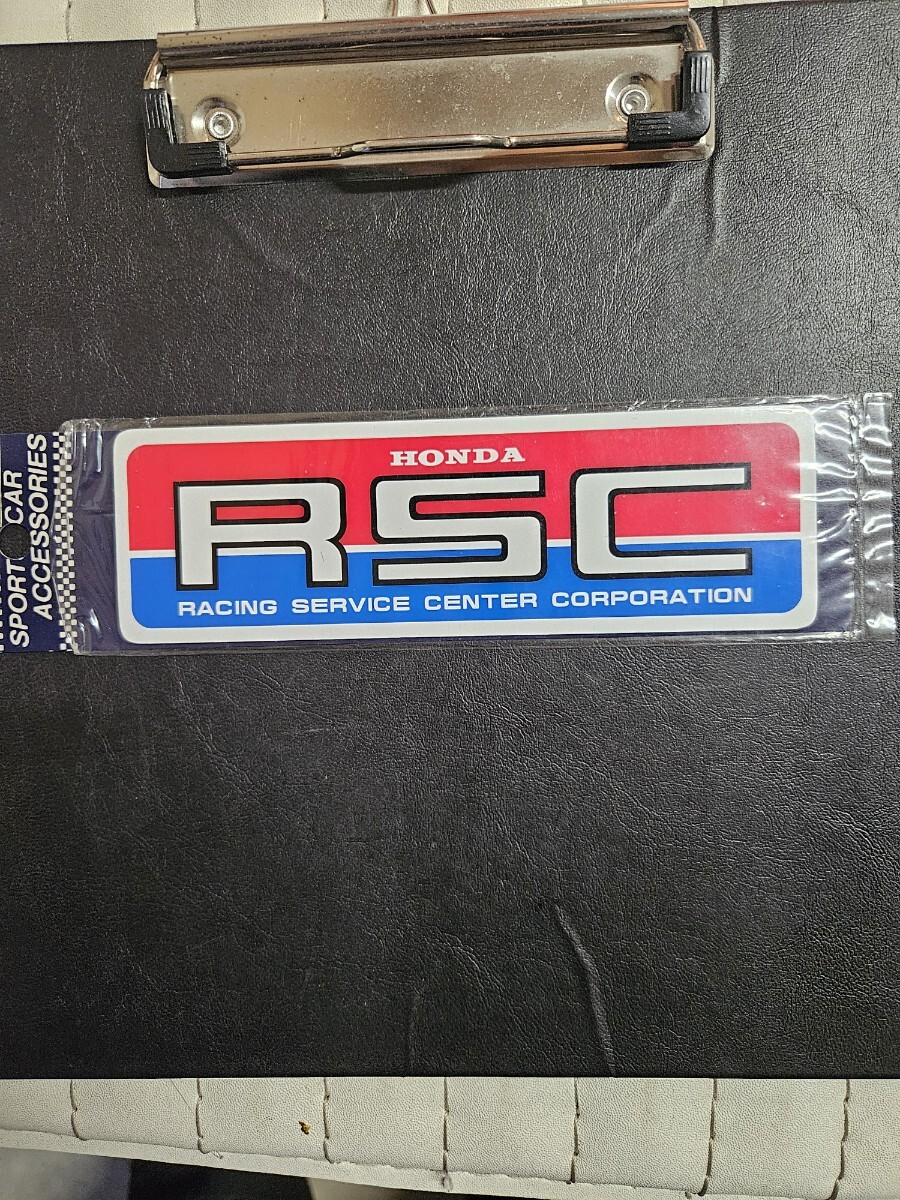 SPORT CAR
ACCESSORIES
HONDA
RSC
RACING SERVICE CENTER CORPORATION